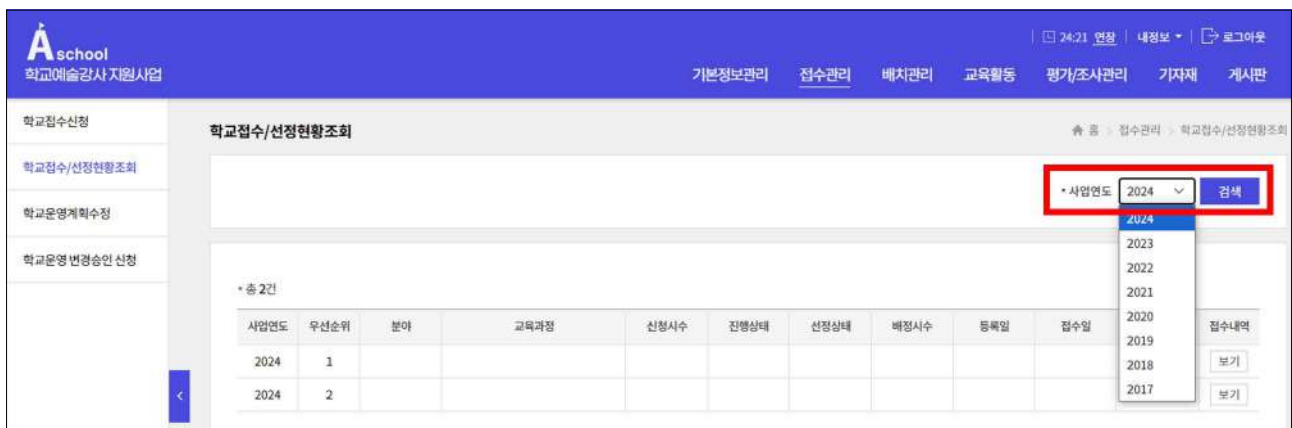 A school
학교예술강사 지원사업
24:21 연장 내정보 로그아웃
기본정보관리 접수관리 배치관리 교육활동 평가/조사관리 기자재 게시판
학교접수신청
학교접수/선정현황조회
학교운영계획수정
학교운영 변경승인 신청
학교접수/선정현황조회
홈 > 접수관리 > 학교접수/선정현황조회
• 사업연도 2024 검색
2024
2023
2022
2021
2020
2019
2018
2017
• 총 2건
사업연도 우선순위 분야 교육과정 신청시수 진행상태 선정상태 배정시수 등록일 접수일 접수내역
2024 1 보기
2024 2 보기